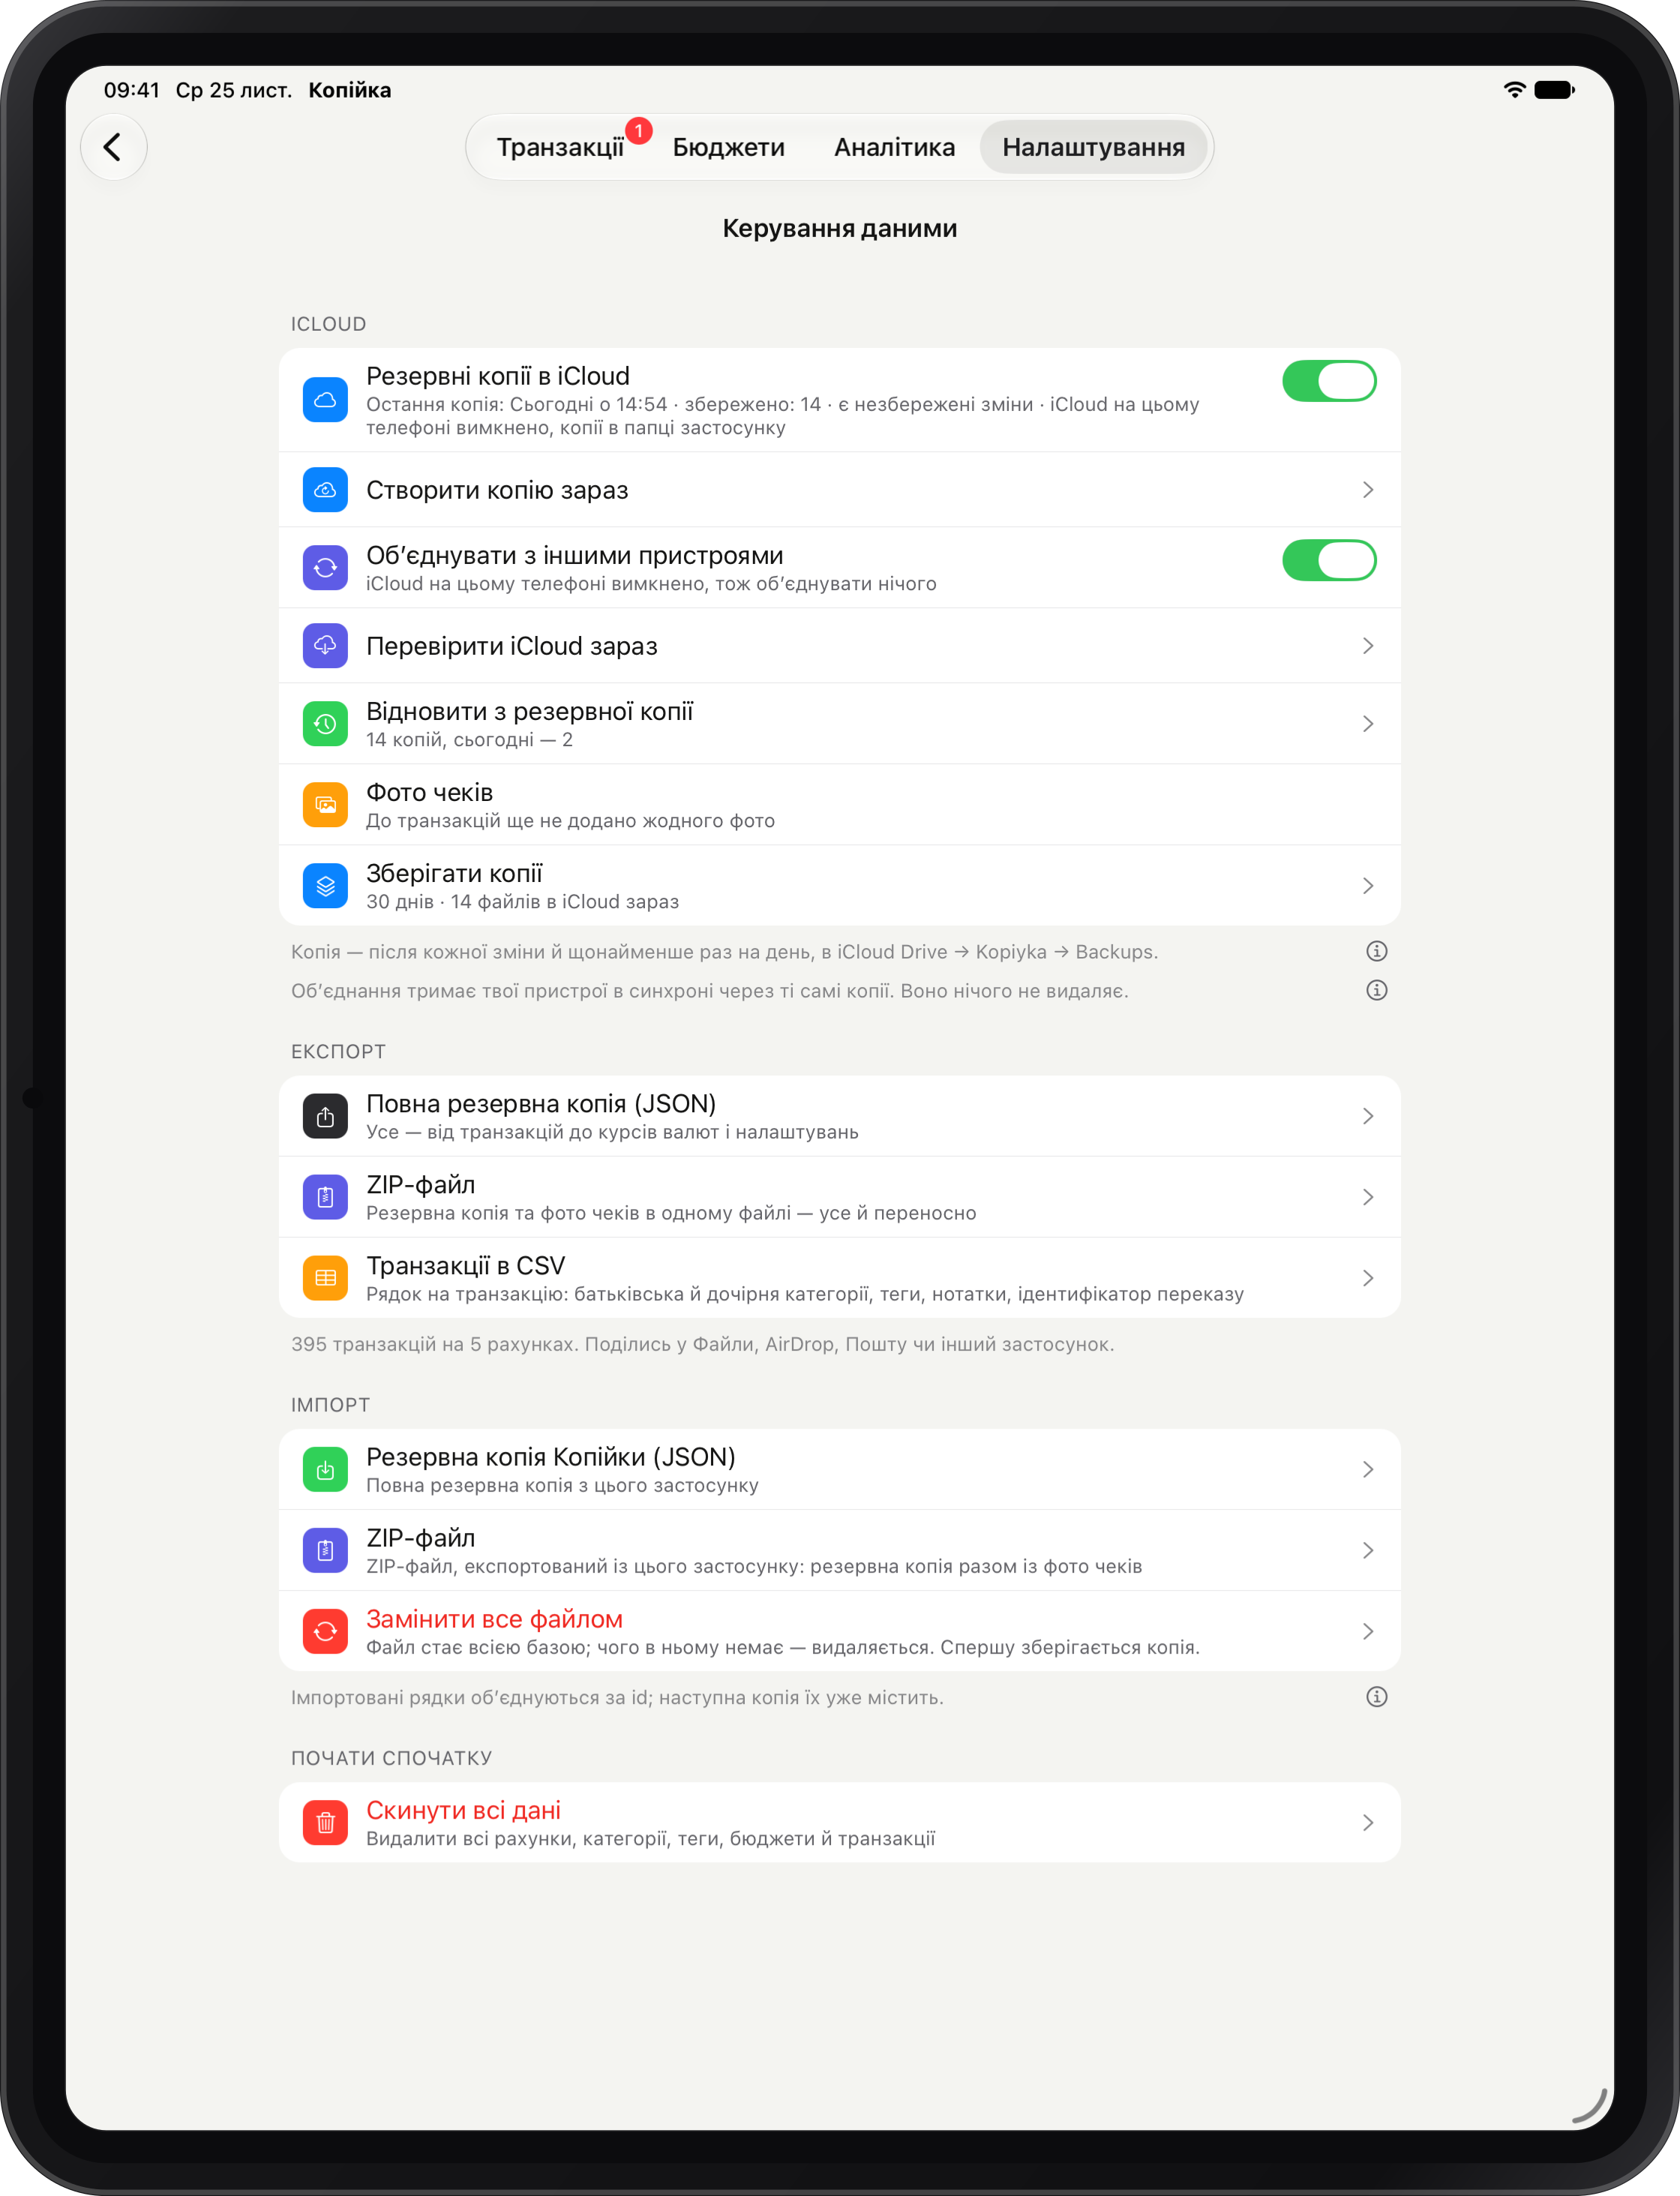 09:41 Ср 25 лист. Копійка
Транзакції 1 Бюджети Аналітика Налаштування
Керування даними
ICLOUD
Резервні копії в iCloud
Остання копія: Сьогодні о 14:54 · збережено: 14 · є незбережені зміни · iCloud на цьому
телефоні вимкнено, копії в папці застосунку
Створити копію зараз
Об’єднувати з іншими пристроями
iCloud на цьому телефоні вимкнено, тож об’єднувати нічого
Перевірити iCloud зараз
Відновити з резервної копії
14 копій, сьогодні — 2
Фото чеків
До транзакцій ще не додано жодного фото
Зберігати копії
30 днів · 14 файлів в iCloud зараз
Копія — після кожної зміни й щонайменше раз на день, в iCloud Drive → Kopiyka → Backups.
Об’єднання тримає твої пристрої в синхроні через ті самі копії. Воно нічого не видаляє.
ЕКСПОРТ
Повна резервна копія (JSON)
Усе — від транзакцій до курсів валют і налаштувань
ZIP-файл
Резервна копія та фото чеків в одному файлі — усе й переносно
Транзакції в CSV
Рядок на транзакцію: батьківська й дочірня категорії, теги, нотатки, ідентифікатор переказу
395 транзакцій на 5 рахунках. Поділись у Файли, AirDrop, Пошту чи інший застосунок.
ІМПОРТ
Резервна копія Копійки (JSON)
Повна резервна копія з цього застосунку
ZIP-файл
ZIP-файл, експортований із цього застосунку: резервна копія разом із фото чеків
Замінити все файлом
Файл стає всією базою; чого в ньому немає — видаляється. Спершу зберігається копія.
Імпортовані рядки об’єднуються за id; наступна копія їх уже містить.
ПОЧАТИ СПОЧАТКУ
Скинути всі дані
Видалити всі рахунки, категорії, теги, бюджети й транзакції